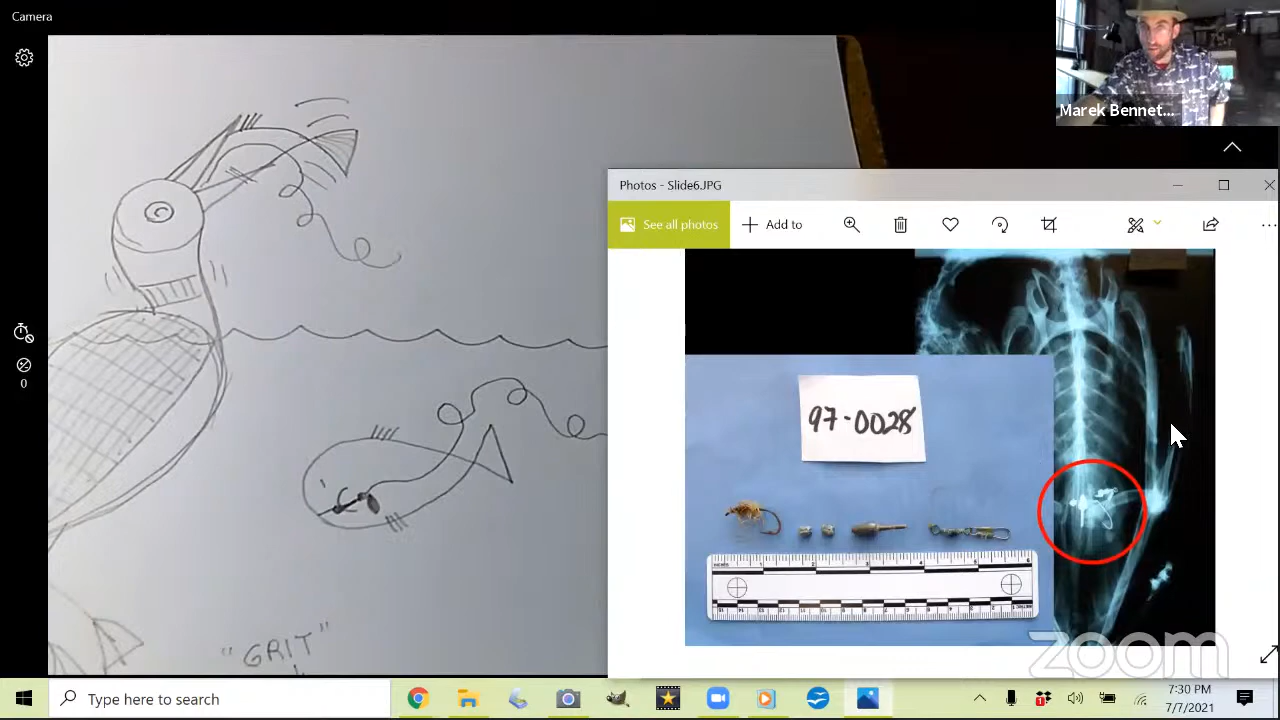 Camera
Marek Bennet...
Photos - Slide6.JPG
See all photos
Add to
97-0028
0
"GRIT"
zoom
Type here to search
1
7:30 PM
7/7/2021